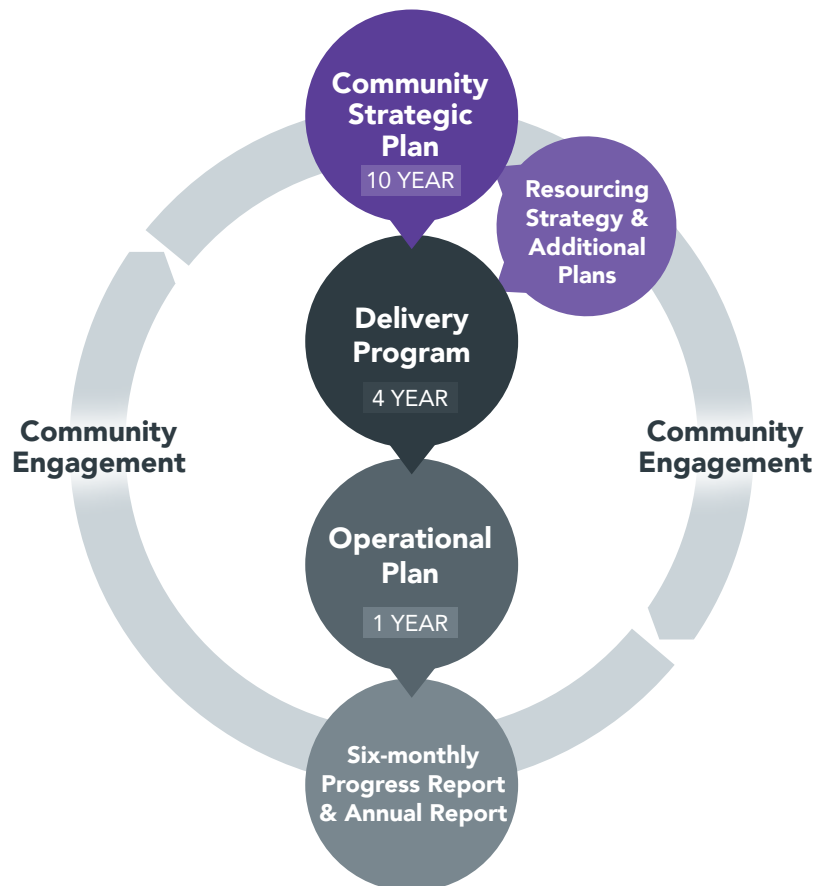 Community
Strategic
Plan
10 YEAR
Resourcing
Strategy &
Additional
Plans
Delivery
Program
4 YEAR
Community
Engagement
Community
Engagement
Operational
Plan
1 YEAR
Six-monthly
Progress Report
& Annual Report